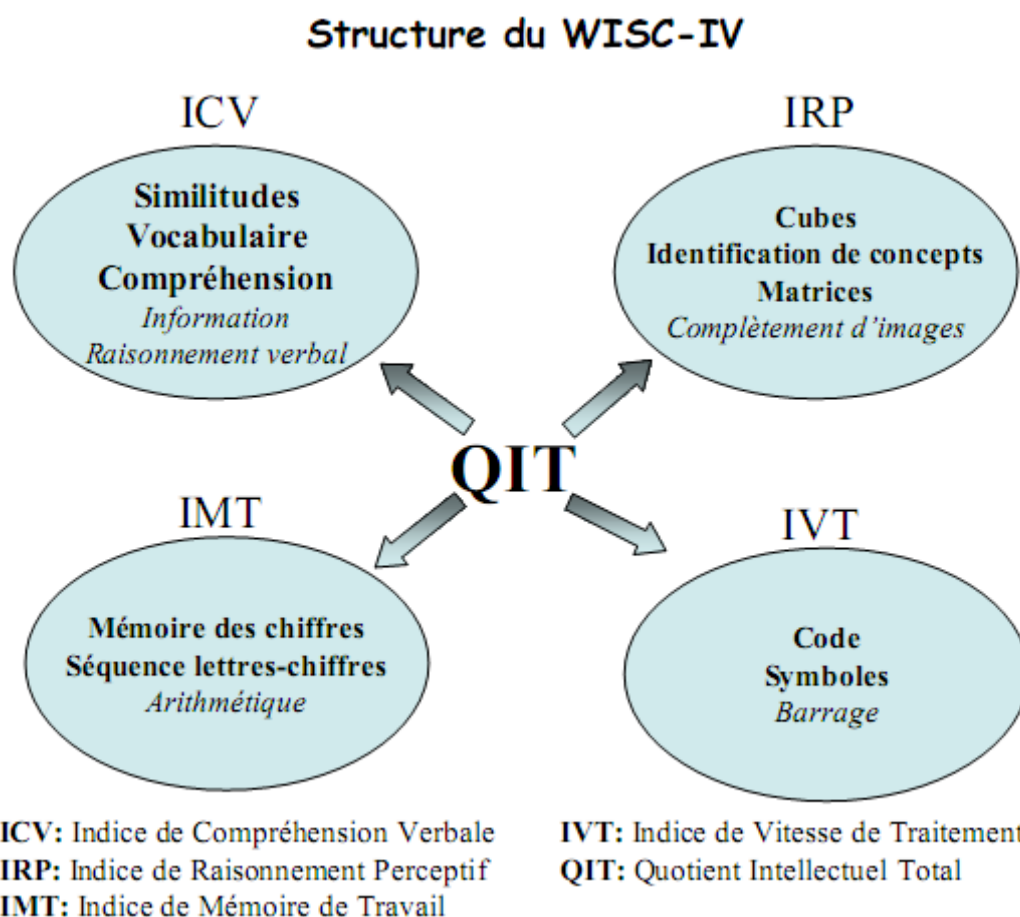 Structure du WISC-IV
ICV
Similitudes
Vocabulaire
Compréhension
Information
Raisonnement verbal
IRP
Cubes
Identification de concepts
Matrices
Complètement d'images
QIT
IMT
Mémoire des chiffres
Séquence lettres-chiffres
Arithmétique
IVT
Code
Symboles
Barrage
ICV: Indice de Compréhension Verbale
IRP: Indice de Raisonnement Perceptif
IMT: Indice de Mémoire de Travail
IVT: Indice de Vitesse de Traitement
QIT: Quotient Intellectuel Total